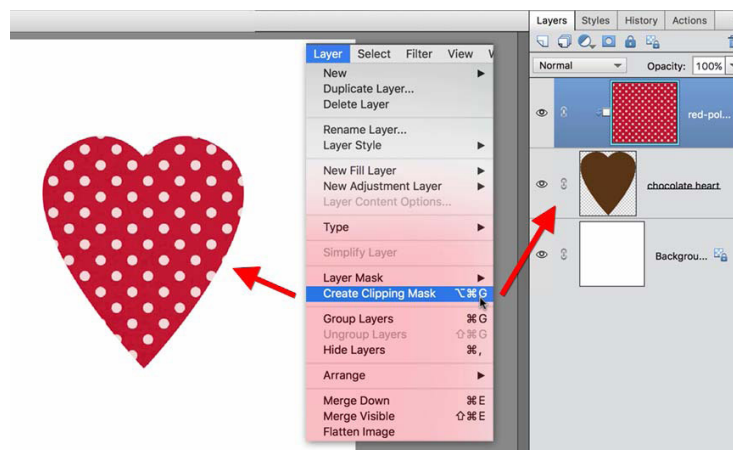 Layer Select Filter View
New
Duplicate Layer...
Delete Layer
Rename Layer...
Layer Style
New Fill Layer
New Adjustment Layer
Layer Content Options...
Type
Simplify Layer
Layer Mask
Create Clipping Mask ⌥⌘G
Group Layers ⌘G
Ungroup Layers ⇧⌘G
Hide Layers ⌘,
Arrange
Merge Down ⌘E
Merge Visible ⇧⌘E
Flatten Image
Layers Styles History Actions
Normal Opacity: 100%
red-pol...
chocolate heart
Backgrou...